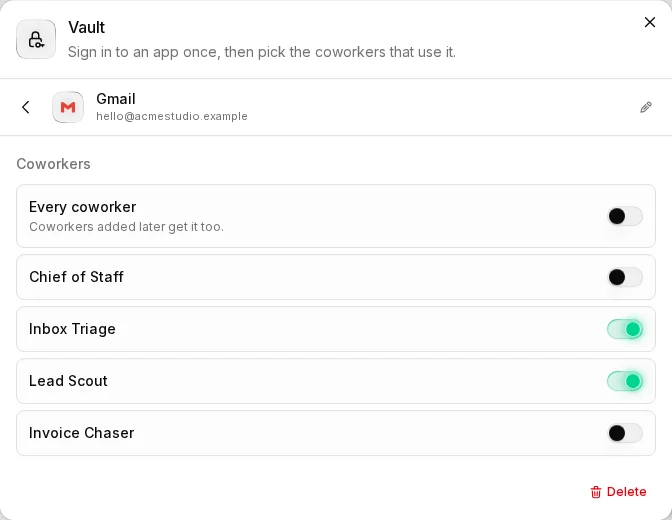 Vault
Sign in to an app once, then pick the coworkers that use it.
Gmail
hello@acmestudio.example
Coworkers
Every coworker
Coworkers added later get it too.
Chief of Staff
Inbox Triage
Lead Scout
Invoice Chaser
Delete